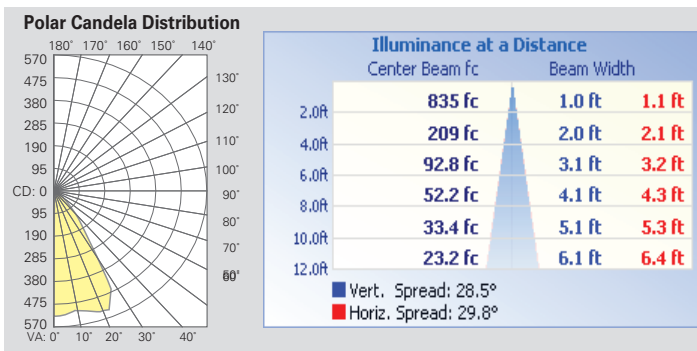 Polar Candela Distribution
180° 170° 160° 150° 140°
570
475
380
285
190
95
CD: 0
95
190
285
380
475
570
130°
120°
110°
100°
90°
80°
70°
VA: 0° 10° 20° 30° 40°
Illuminance at a Distance
Center Beam fc Beam Width
2.0ft 835 fc 1.0 ft 1.1 ft
4.0ft 209 fc 2.0 ft 2.1 ft
6.0ft 92.8 fc 3.1 ft 3.2 ft
8.0ft 52.2 fc 4.1 ft 4.3 ft
10.0ft 33.4 fc 5.1 ft 5.3 ft
12.0ft 23.2 fc 6.1 ft 6.4 ft
Vert. Spread: 28.5°
Horiz. Spread: 29.8°